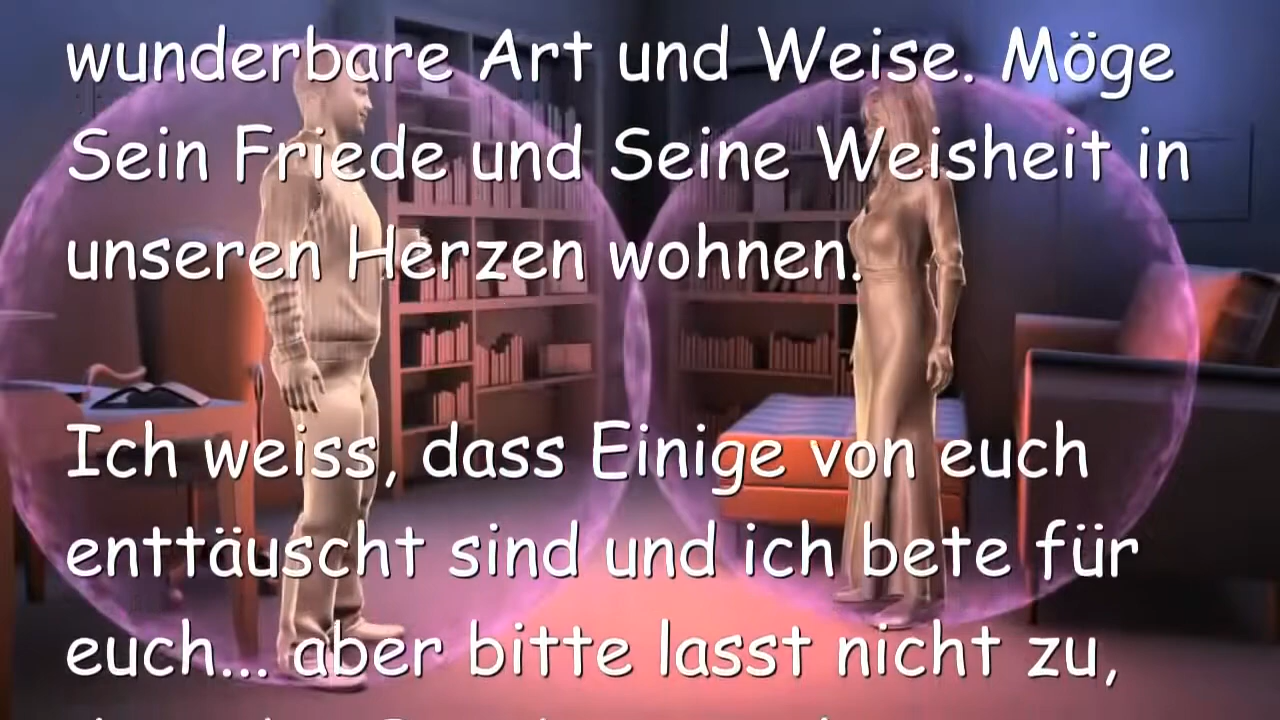 wunderbare Art und Weise. Möge
Sein Friede und Seine Weisheit in
unseren Herzen wohnen.
Ich weiss, dass Einige von euch
enttäuscht sind und ich bete für
euch... aber bitte lasst nicht zu,